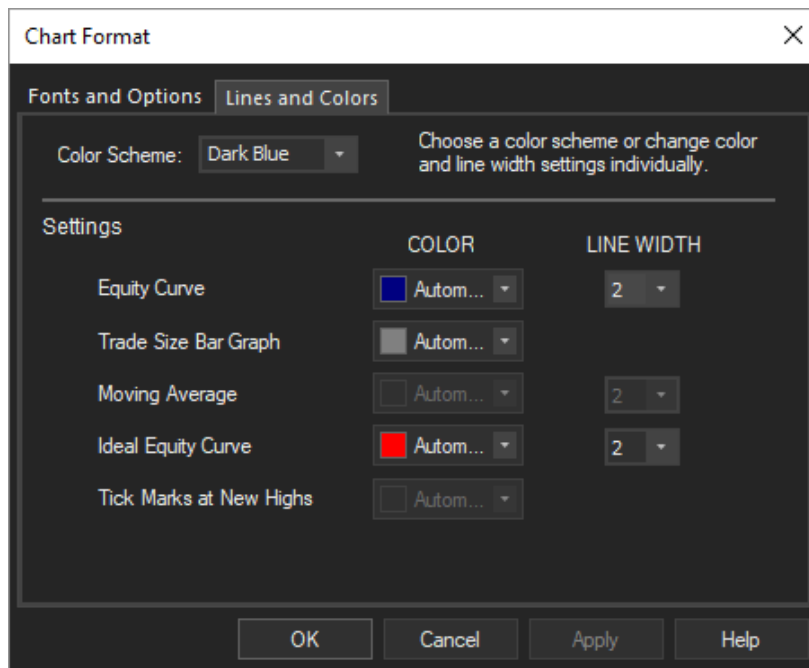 Chart Format
Fonts and Options
Lines and Colors
Color Scheme:
Dark Blue
Choose a color scheme or change color
and line width settings individually.
Settings
COLOR
LINE WIDTH
Equity Curve
Autom...
2
Trade Size Bar Graph
Autom...
Moving Average
Autom...
2
Ideal Equity Curve
Autom...
2
Tick Marks at New Highs
Autom...
OK
Cancel
Apply
Help